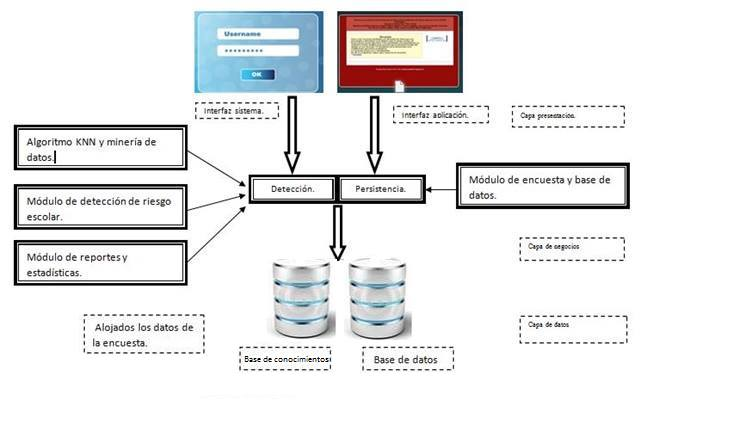 Username
*********
OK
Interfaz sistema.
Interfaz aplicación.
Capa presentación.
Algoritmo KNN y minería de
datos.
Detección.
Persistencia.
Módulo de encuesta y base de
datos.
Módulo de detección de riesgo
escolar.
Módulo de reportes y
estadísticas.
Capa de negocios
Alojados los datos de
la encuesta.
Capa de datos
Base de conocimientos
Base de datos